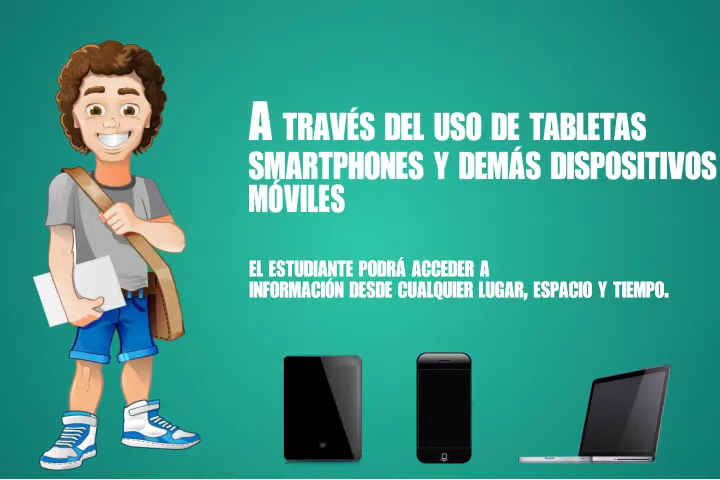 A TRAVÉS DEL USO DE TABLETAS
SMARTPHONES Y DEMÁS DISPOSITIVOS
MÓVILES
EL ESTUDIANTE PODRÁ ACCEDER A
INFORMACIÓN DESDE CUALQUIER LUGAR, ESPACIO Y TIEMPO.